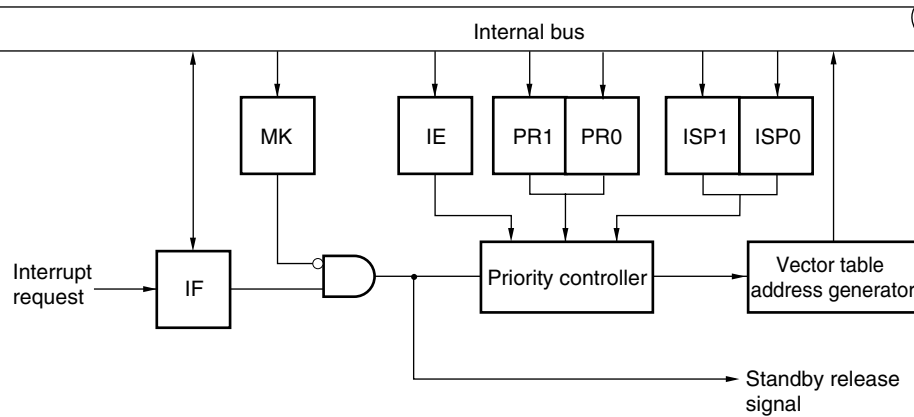 Internal bus
MK
IE
PR1
PR0
ISP1
ISP0
Interrupt
request
IF
Priority controller
Vector table
address generator
Standby release
signal